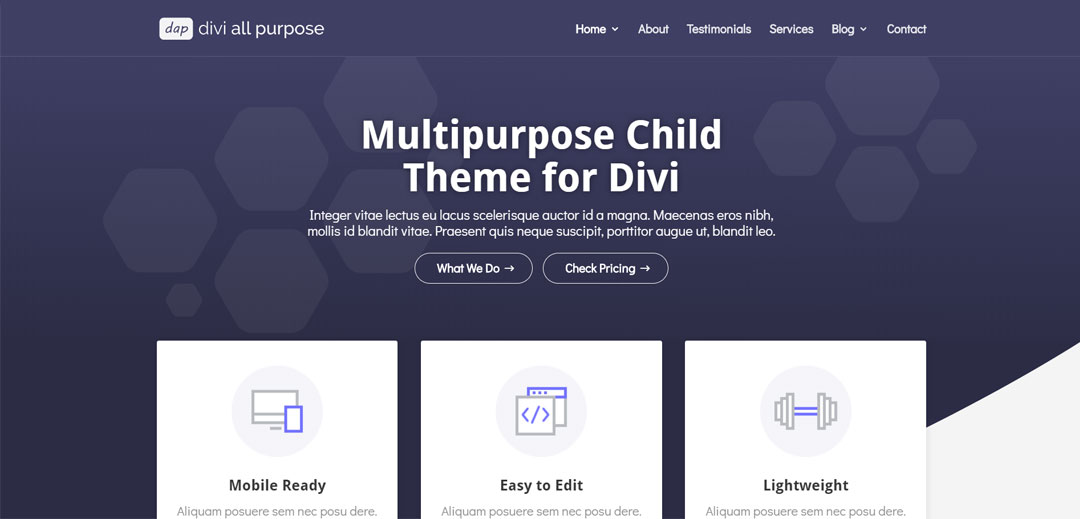 dap divi all purpose
Home About Testimonials Services Blog Contact
Multipurpose Child
Theme for Divi
Integer vitae lectus eu lacus scelerisque auctor id a magna. Maecenas eros nibh,
mollis id blandit vitae. Praesent quis neque suscipit, porttitor augue ut, blandit leo.
What We Do → Check Pricing →
</>
Mobile Ready
Aliquam posuere sem nec posu dere.
Easy to Edit
Aliquam posuere sem nec posu dere.
Lightweight
Aliquam posuere sem nec posu dere.